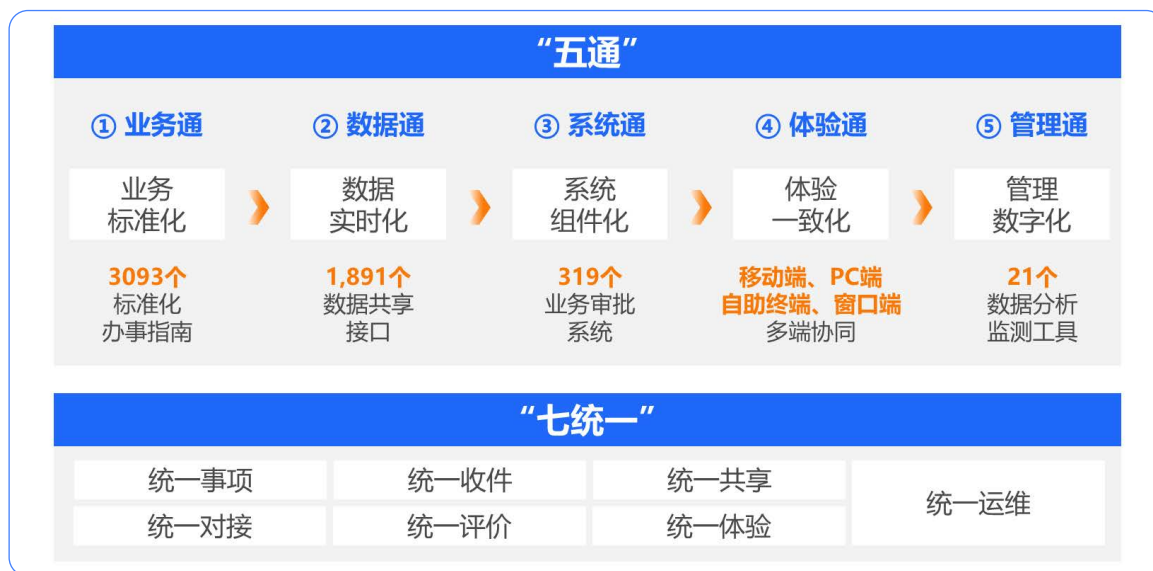 “五通”
① 业务通
② 数据通
③ 系统通
④ 体验通
⑤ 管理通
业务
标准化
数据
实时化
系统
组件化
体验
一致化
管理
数字化
3093个
标准化
办事指南
1,891个
数据共享
接口
319个
业务审批
系统
移动端、PC端
自助终端、窗口端
多端协同
21个
数据分析
监测工具
“七统一”
统一事项
统一收件
统一共享
统一运维
统一对接
统一评价
统一体验